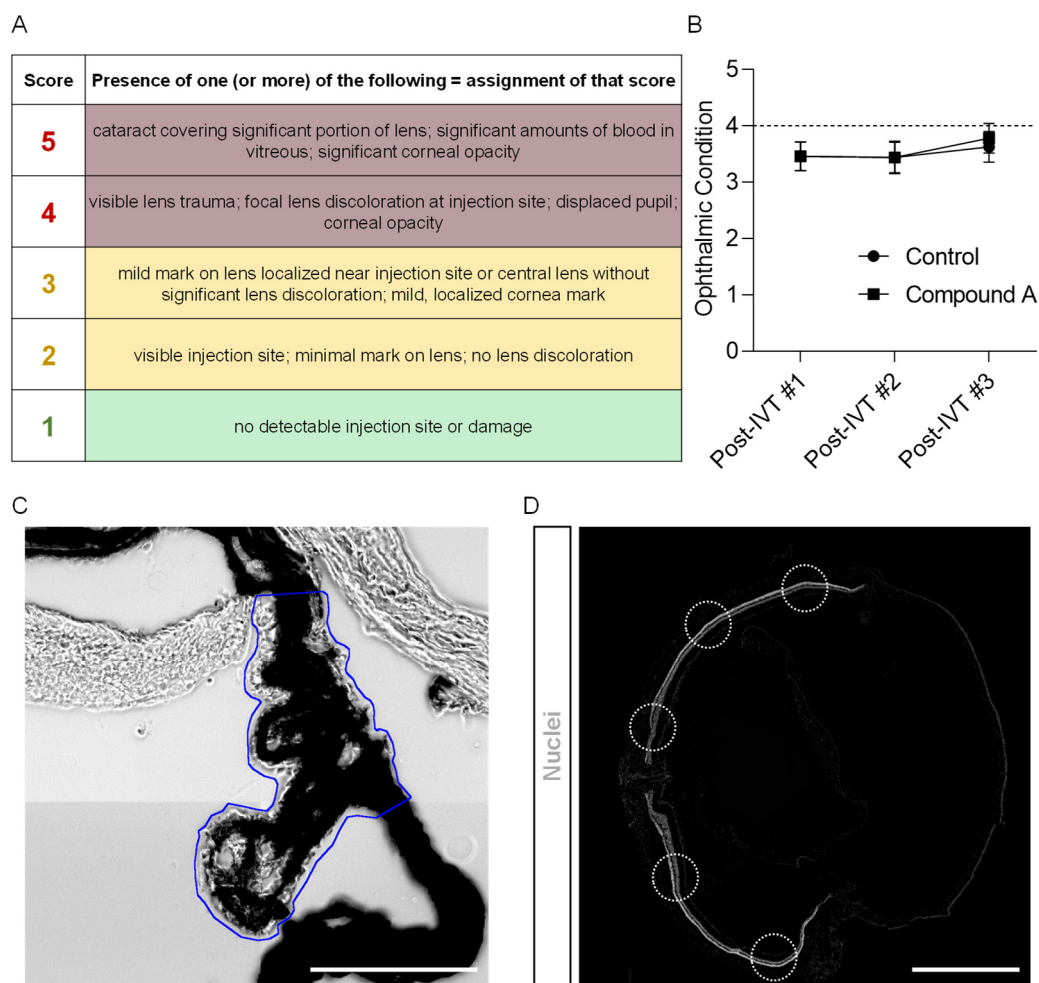 A
Score Presence of one (or more) of the following = assignment of that score
5 cataract covering significant portion of lens; significant amounts of blood in
vitreous; significant corneal opacity
4 visible lens trauma; focal lens discoloration at injection site; displaced pupil;
corneal opacity
3 mild mark on lens localized near injection site or central lens without
significant lens discoloration; mild, localized cornea mark
2 visible injection site; minimal mark on lens; no lens discoloration
1 no detectable injection site or damage
B
Ophthalmic Condition
5
4
3
2
1
0
Control
Compound A
Post-IVT #1
Post-IVT #2
Post-IVT #3
C
D
Nuclei